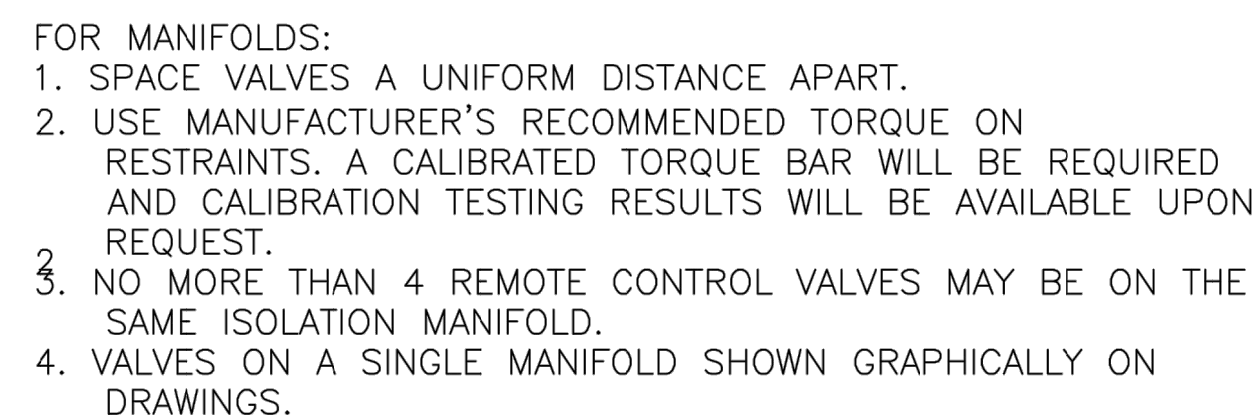 FOR MANIFOLDS:
1. SPACE VALVES A UNIFORM DISTANCE APART.
2. USE MANUFACTURER'S RECOMMENDED TORQUE ON
RESTRAINTS. A CALIBRATED TORQUE BAR WILL BE REQUIRED
AND CALIBRATION TESTING RESULTS WILL BE AVAILABLE UPON
REQUEST.
2
3. NO MORE THAN 4 REMOTE CONTROL VALVES MAY BE ON THE
SAME ISOLATION MANIFOLD.
4. VALVES ON A SINGLE MANIFOLD SHOWN GRAPHICALLY ON
DRAWINGS.